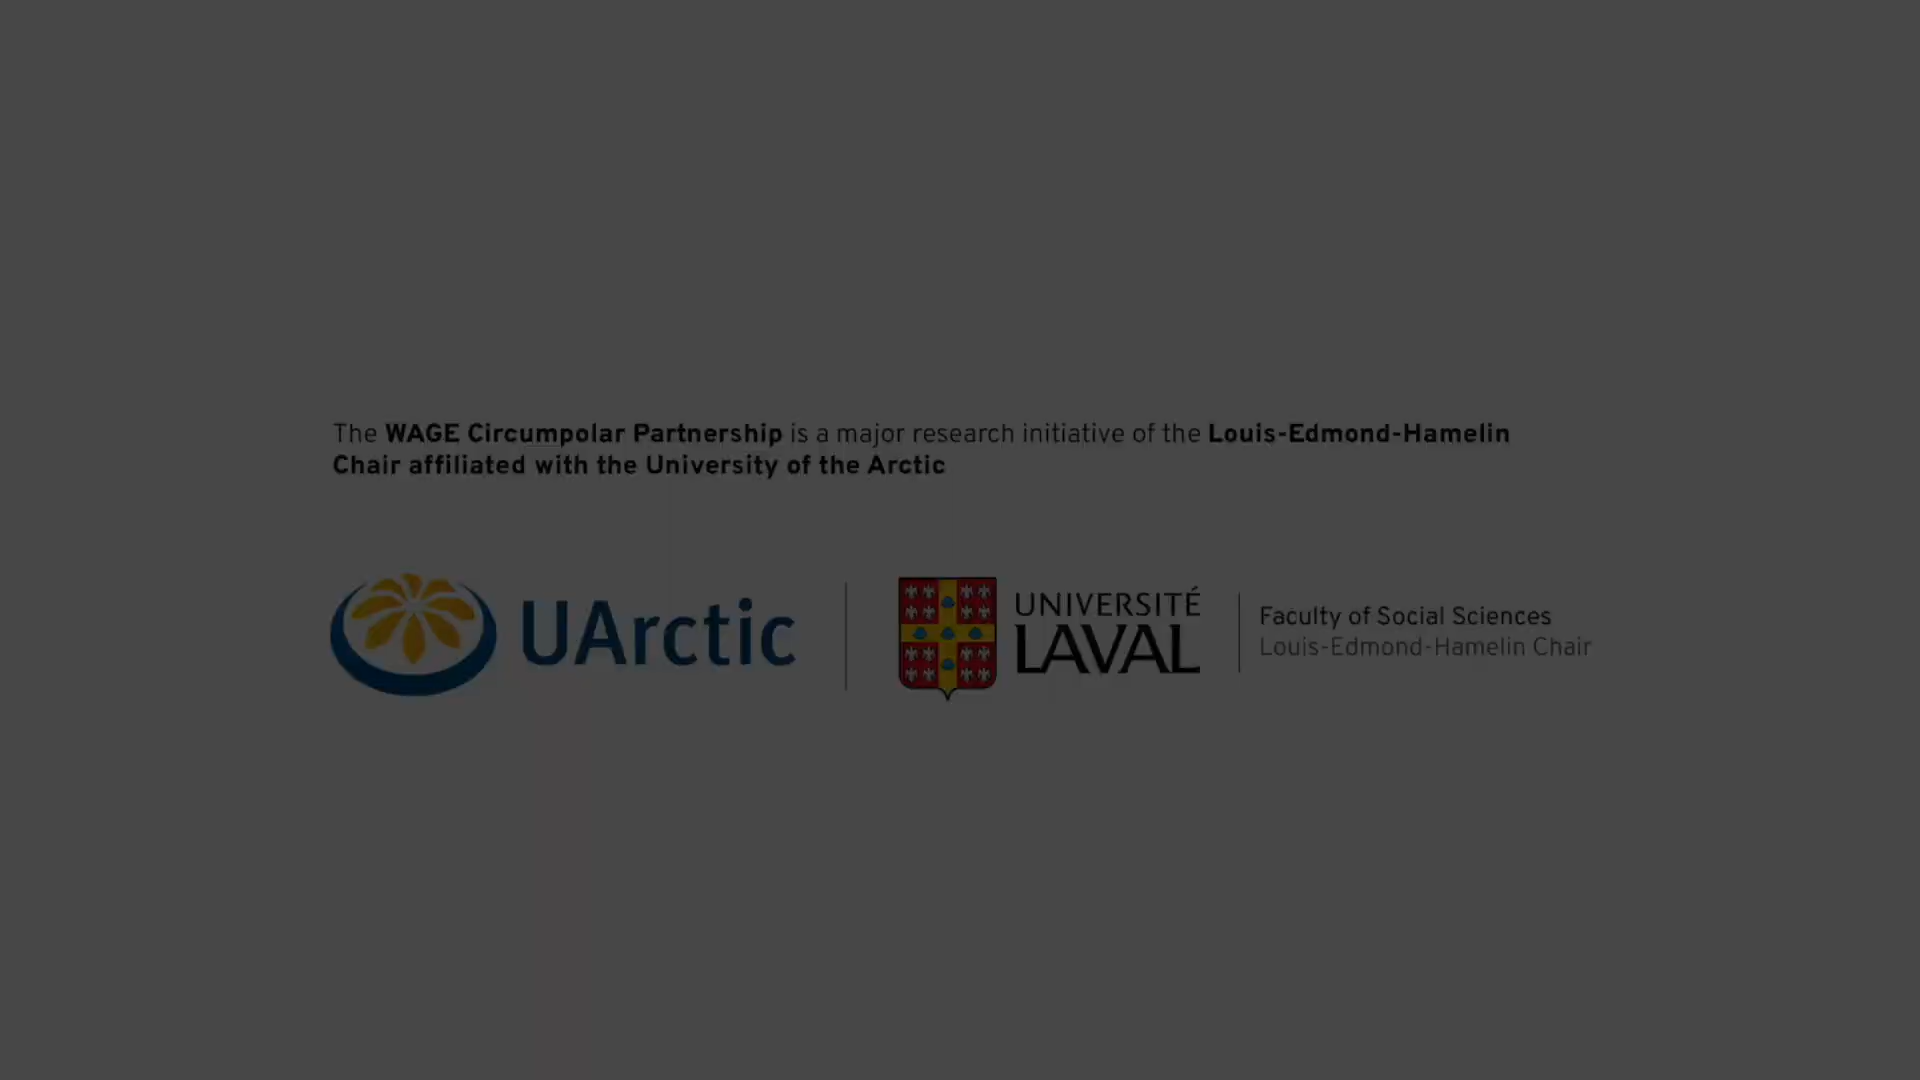 The WAGE Circumpolar Partnership is a major research initiative of the Louis-Edmond-Hamelin
Chair affiliated with the University of the Arctic
UArctic
UNIVERSITÉ
LAVAL
Faculty of Social Sciences
Louis-Edmond-Hamelin Chair